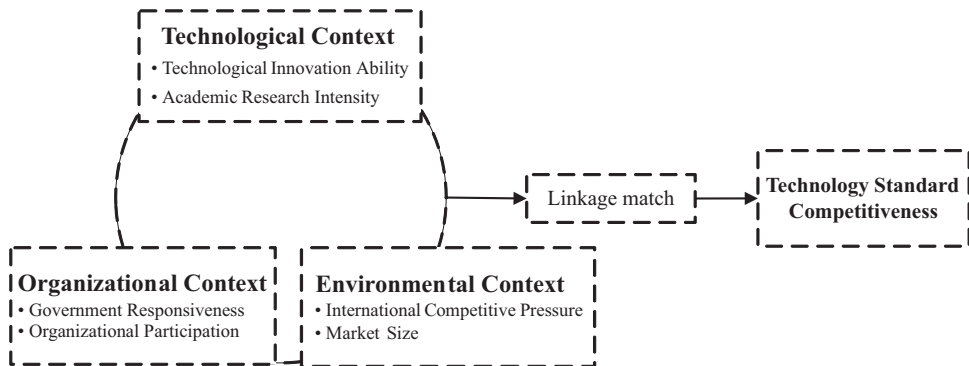 Technological Context
• Technological Innovation Ability
• Academic Research Intensity
Linkage match
Technology Standard
Competitiveness
Organizational Context
• Government Responsiveness
• Organizational Participation
Environmental Context
• International Competitive Pressure
• Market Size